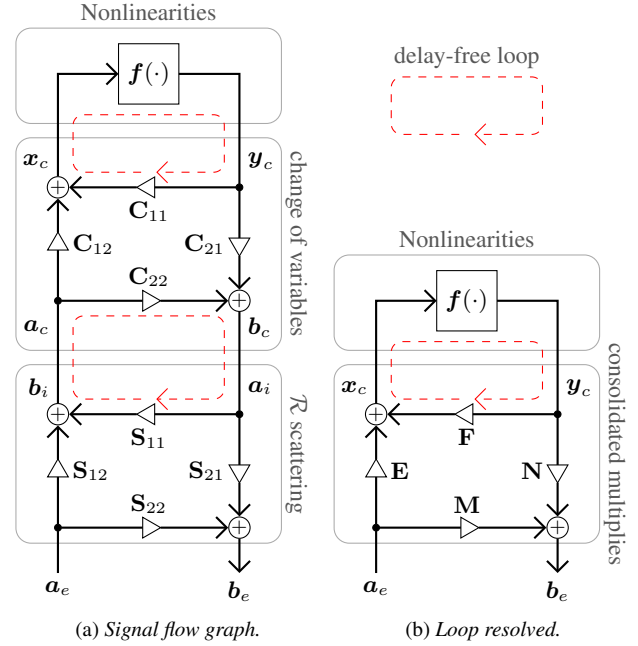 Nonlinearities
f(·)
x_c
y_c
C_11
C_12
C_21
C_22
a_c
b_c
change of variables
b_i
a_i
S_11
S_12
S_21
S_22
R scattering
a_e
b_e
(a) Signal flow graph.
delay-free loop
Nonlinearities
f(·)
x_c
y_c
F
E
N
M
consolidated multiplies
a_e
b_e
(b) Loop resolved.